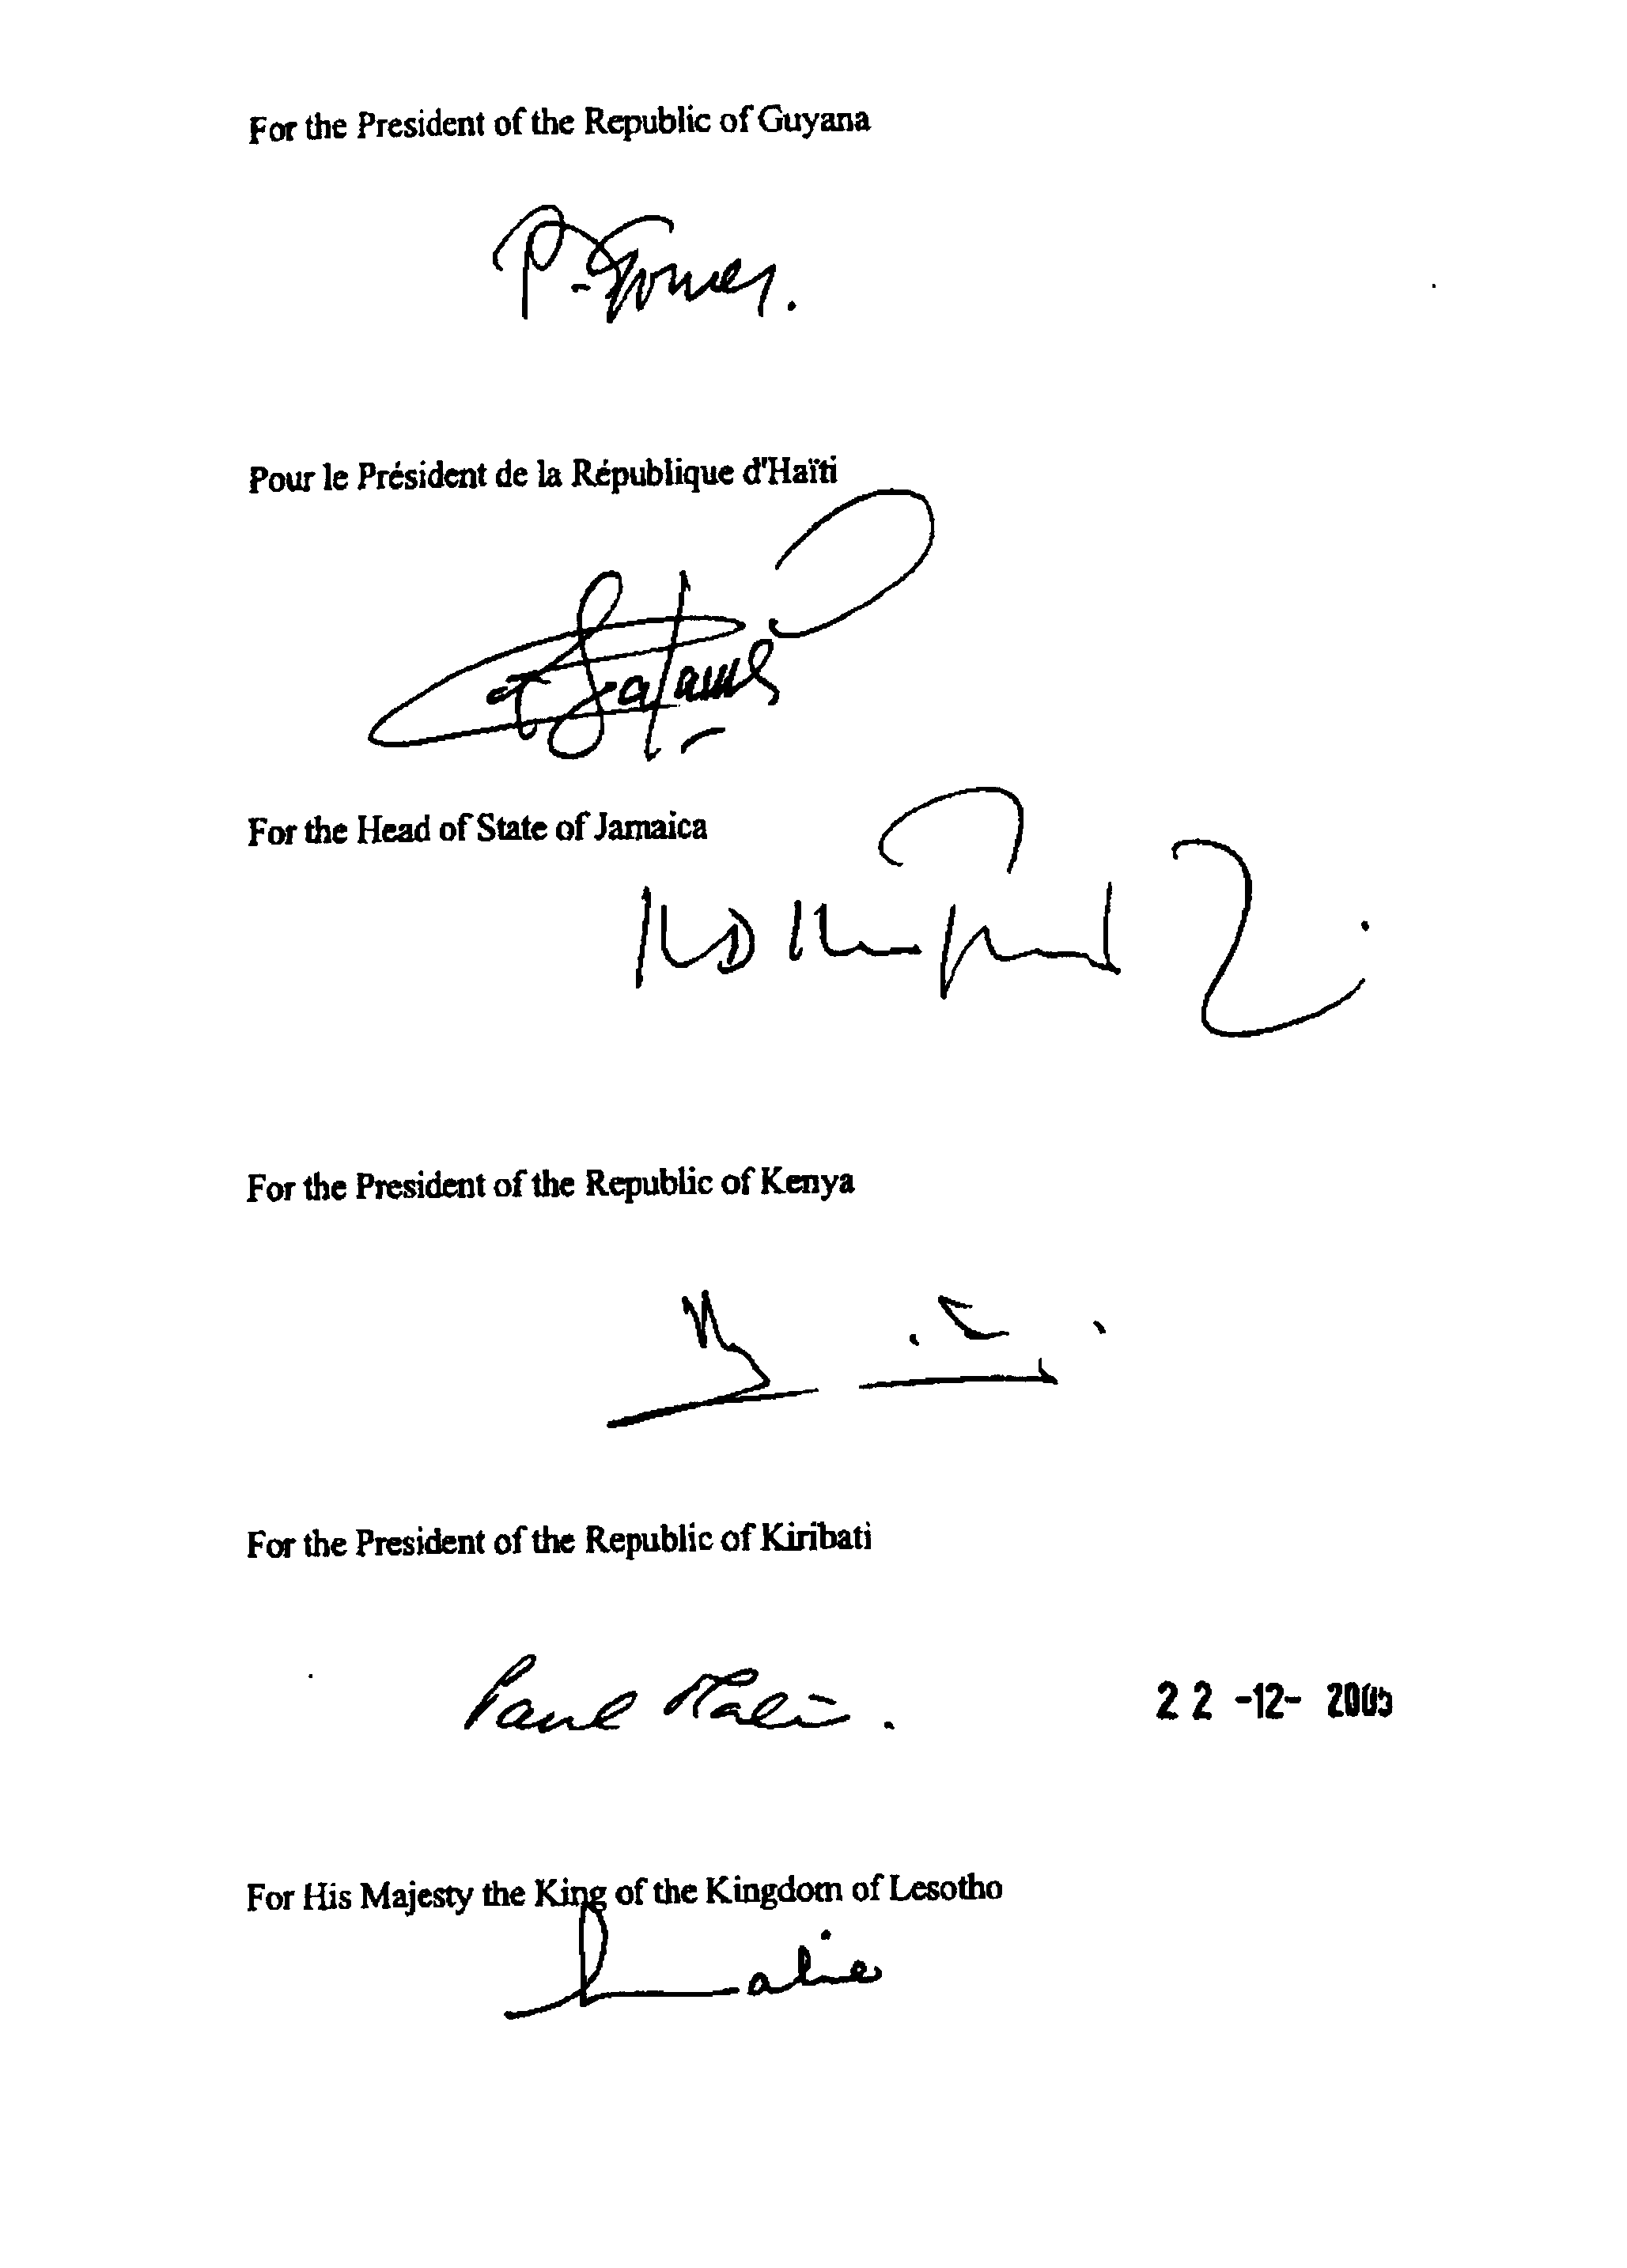 For the President of the Republic of Guyana
P. Gomes.
Pour le Président de la République d'Haïti
For the Head of State of Jamaica
For the President of the Republic of Kenya
For the President of the Republic of Kiribati
Paul
22 -12- 2005
For His Majesty the King of the Kingdom of Lesotho